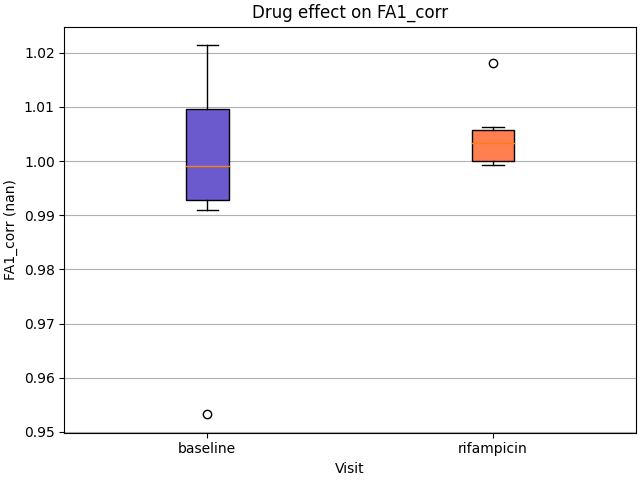 Drug effect on FA1_corr
FA1_corr (nan)
1.02
1.01
1.00
0.99
0.98
0.97
0.96
0.95
baseline
rifampicin
Visit